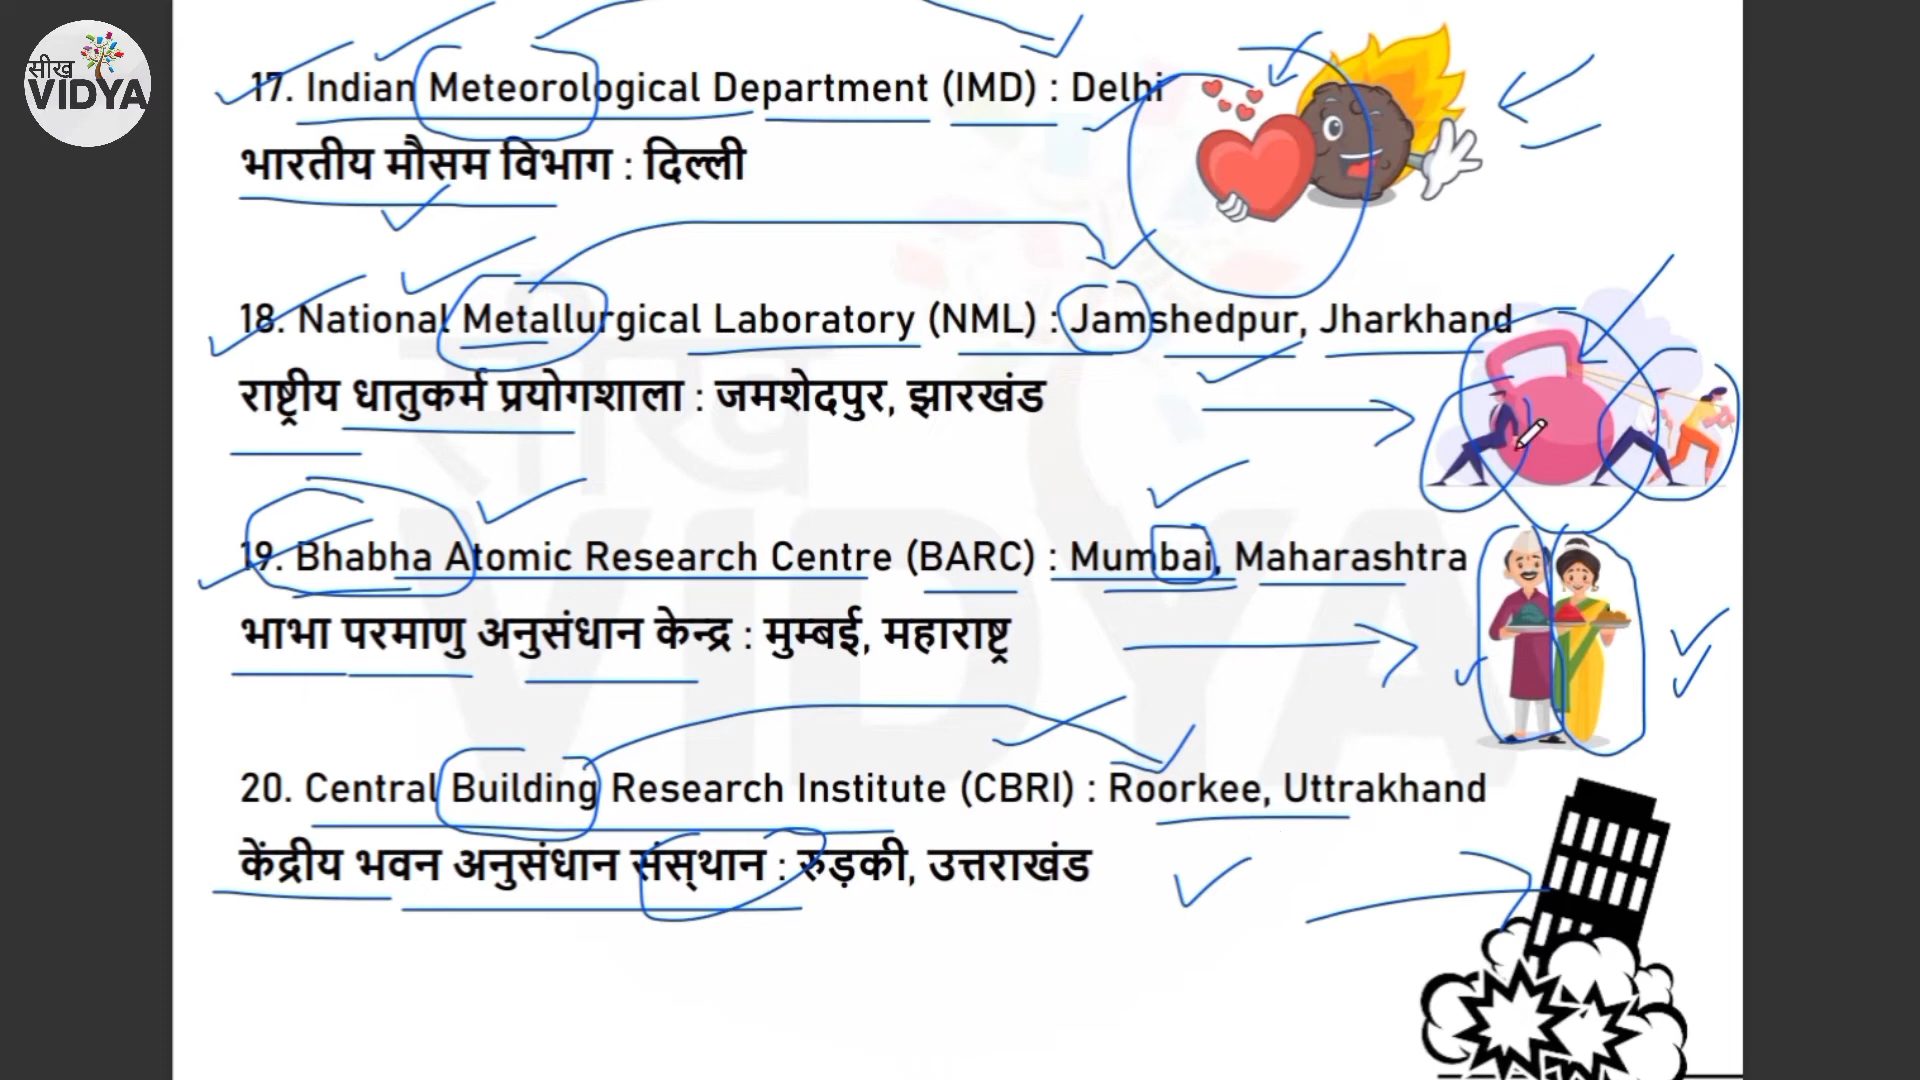 सीख
VIDYA
17. Indian Meteorological Department (IMD) : Delhi
भारतीय मौसम विभाग : दिल्ली
18. National Metallurgical Laboratory (NML) : Jamshedpur, Jharkhand
राष्ट्रीय धातुकर्म प्रयोगशाला : जमशेदपुर, झारखंड
19. Bhabha Atomic Research Centre (BARC) : Mumbai, Maharashtra
भाभा परमाणु अनुसंधान केन्द्र : मुम्बई, महाराष्ट्र
20. Central Building Research Institute (CBRI) : Roorkee, Uttrakhand
केंद्रीय भवन अनुसंधान संस्थान : रुड़की, उत्तराखंड
सीख
VIDYA